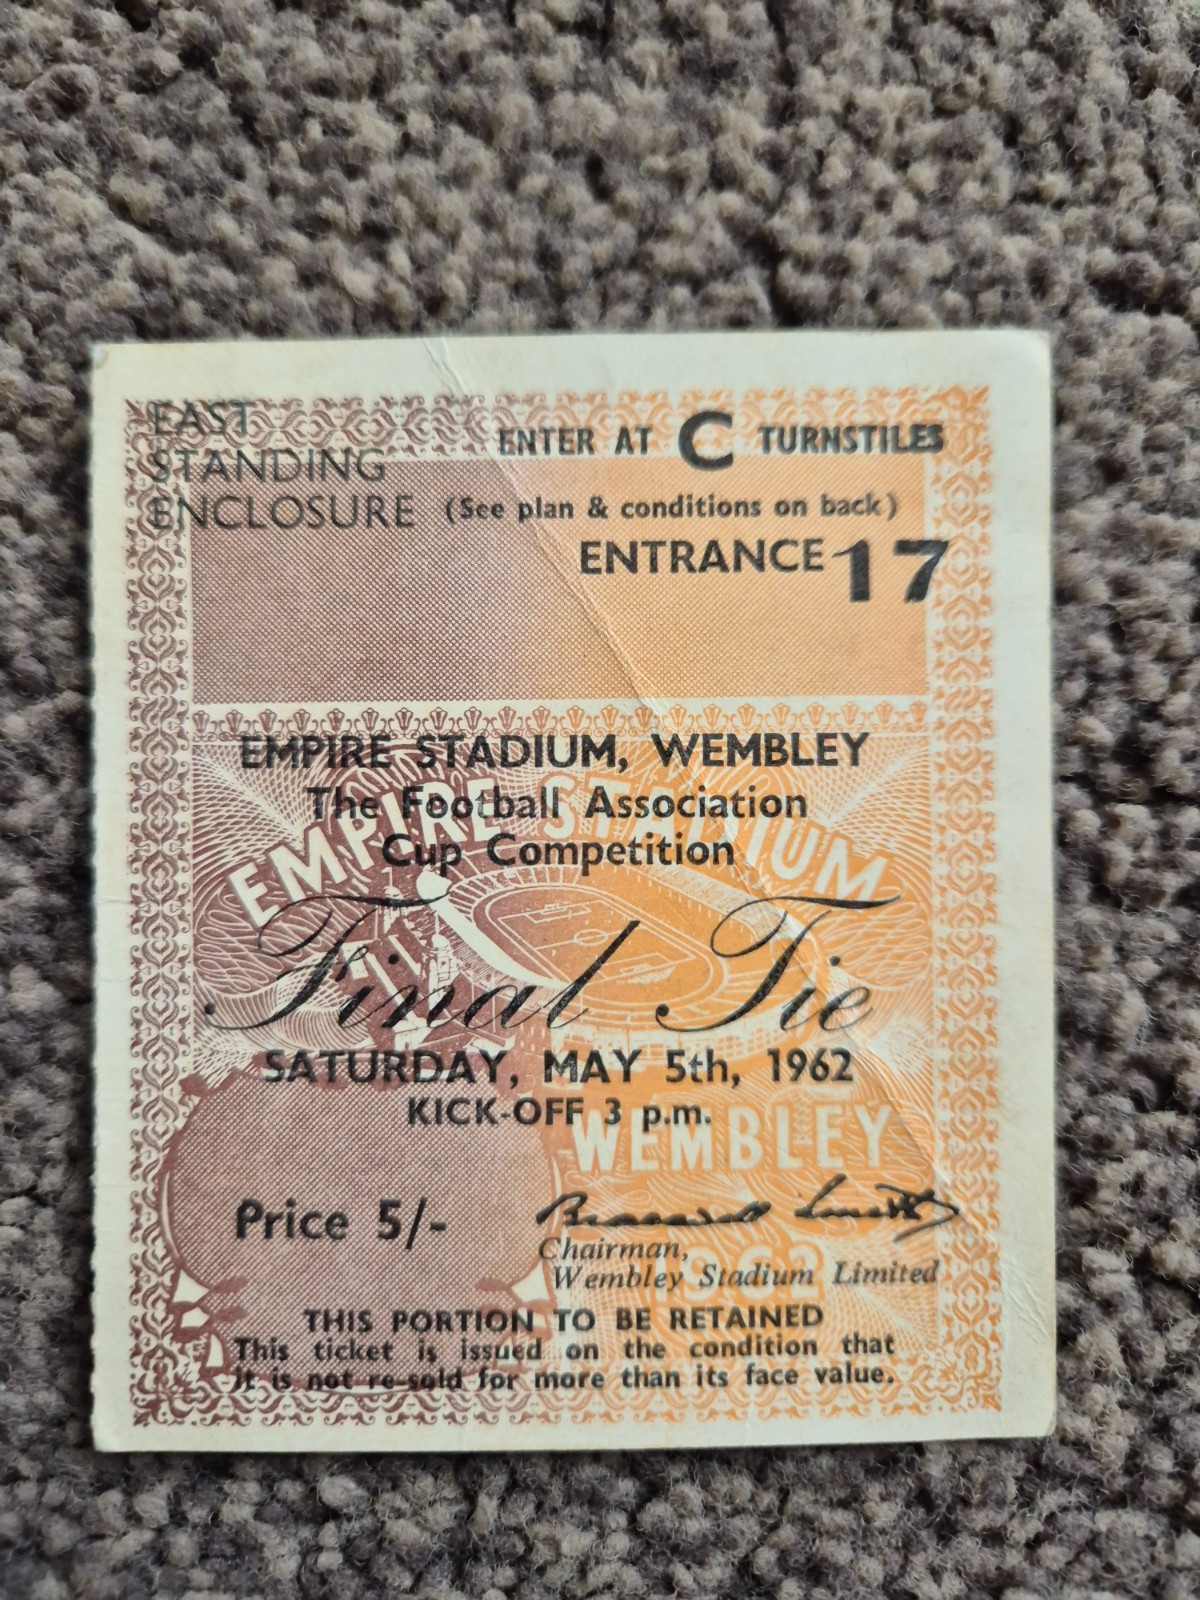 EAST
STANDING
ENCLOSURE
ENTER AT C TURNSTILES
(See plan & conditions on back)
ENTRANCE 17
EMPIRE STADIUM, WEMBLEY
The Football Association
Cup Competition
EMPIRE STADIUM
Final Tie
SATURDAY, MAY 5th, 1962
KICK-OFF 3 p.m.
WEMBLEY
Price 5/-
Chairman,
Wembley Stadium Limited
1962
THIS PORTION TO BE RETAINED
This ticket is issued on the condition that
it is not re-sold for more than its face value.